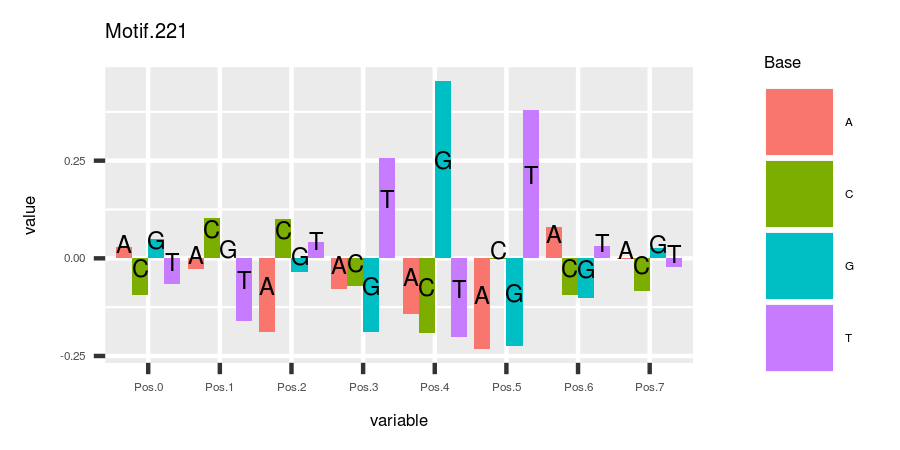 Motif.221
Base
A
C
G
T
value
0.25
0.00
-0.25
A C G T A C G T A C G T A C G T A C G T A C G T A C G T A C G T
Pos.0 Pos.1 Pos.2 Pos.3 Pos.4 Pos.5 Pos.6 Pos.7
variable